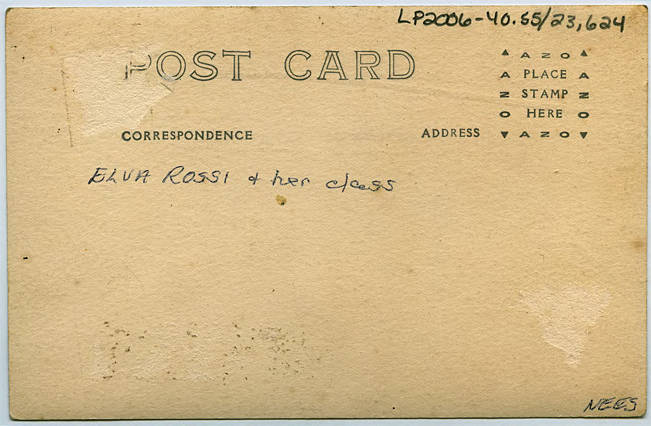 LP2006-40.55/23,624
POST CARD
▲ AZO ▲
A PLACE A
Z STAMP Z
O HERE O
▼ AZO ▼
CORRESPONDENCE
ADDRESS
ELVA ROSSI & her class
NEES